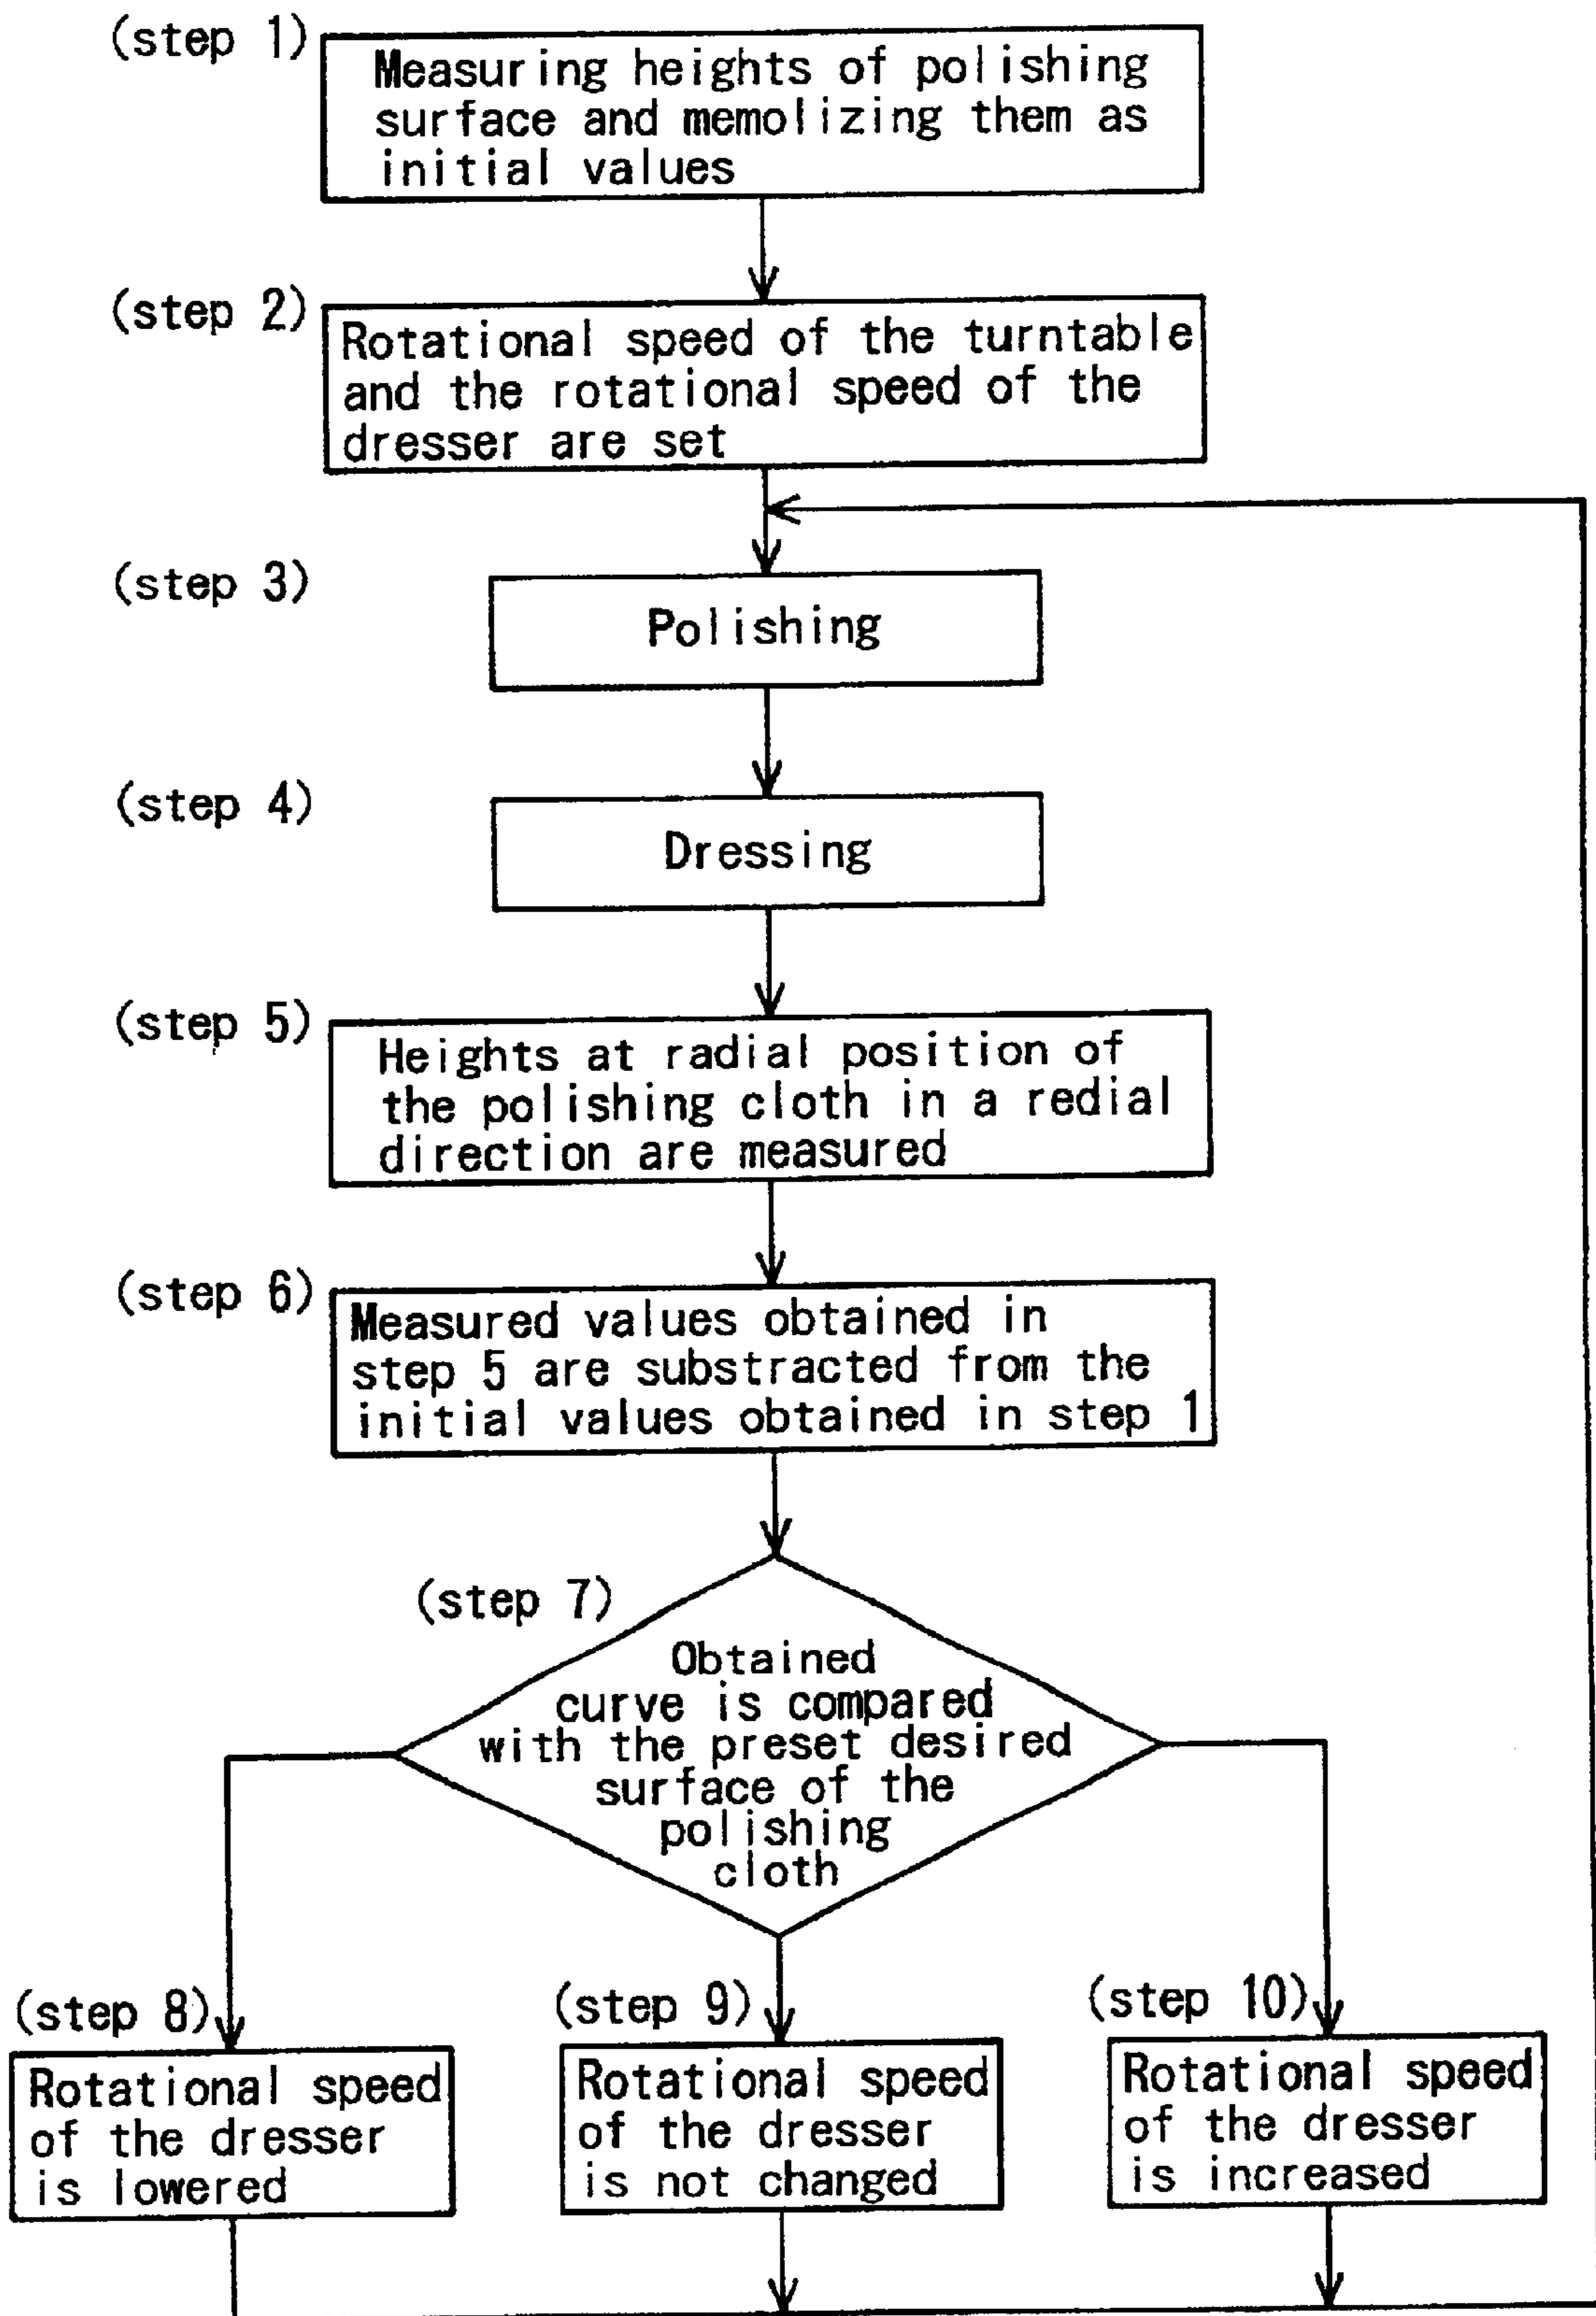 (step 1)
Measuring heights of polishing
surface and memolizing them as
initial values
(step 2)
Rotational speed of the turntable
and the rotational speed of the
dresser are set
(step 3)
Polishing
(step 4)
Dressing
(step 5)
Heights at radial position of
the polishing cloth in a redial
direction are measured
(step 6)
Measured values obtained in
step 5 are substracted from the
initial values obtained in step 1
(step 7)
Obtained
curve is compared
with the preset desired
surface of the
polishing
cloth
(step 8)
Rotational speed
of the dresser
is lowered
(step 9)
Rotational speed
of the dresser
is not changed
(step 10)
Rotational speed
of the dresser
is increased